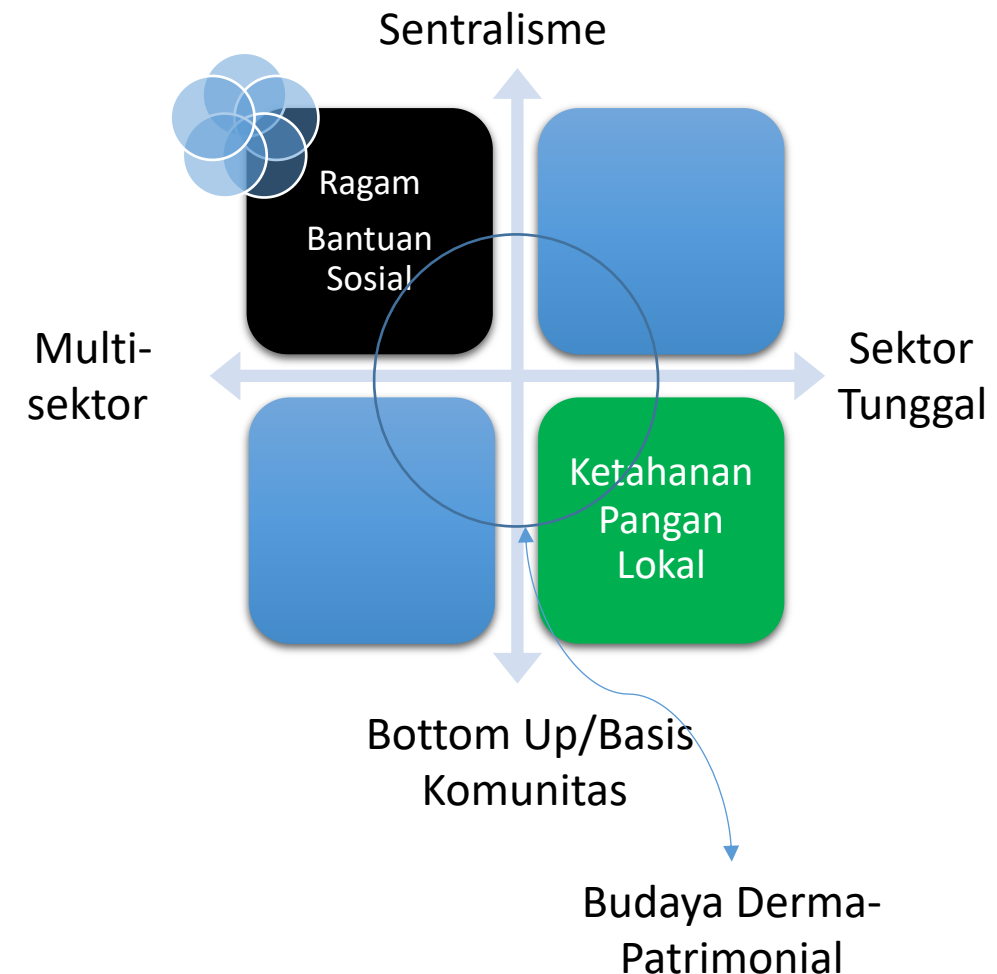 Sentralisme
Ragam
Bantuan
Sosial
Multi-
sektor
Sektor
Tunggal
Ketahanan
Pangan
Lokal
Bottom Up/Basis
Komunitas
Budaya Derma-
Patrimonial